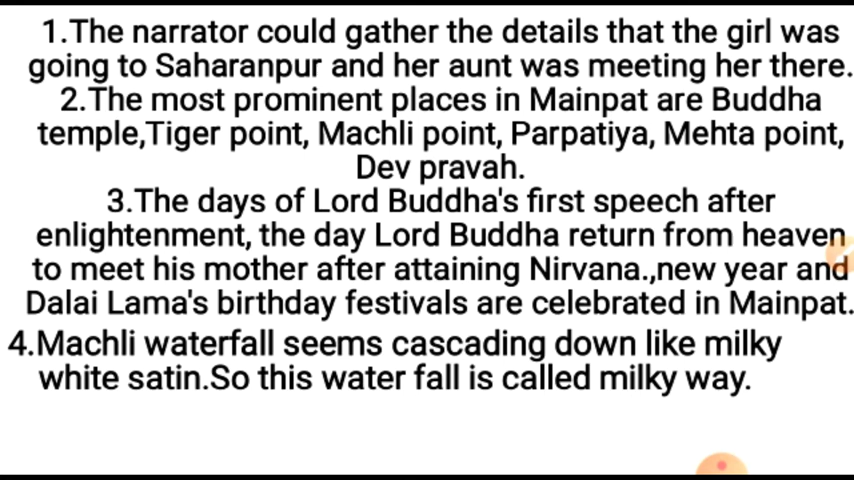 1.The narrator could gather the details that the girl was
going to Saharanpur and her aunt was meeting her there.
2.The most prominent places in Mainpat are Buddha
temple,Tiger point, Machli point, Parpatiya, Mehta point,
Dev pravah.
3.The days of Lord Buddha's first speech after
enlightenment, the day Lord Buddha return from heaven
to meet his mother after attaining Nirvana.,new year and
Dalai Lama's birthday festivals are celebrated in Mainpat.
4.Machli waterfall seems cascading down like milky
white satin.So this water fall is called milky way.